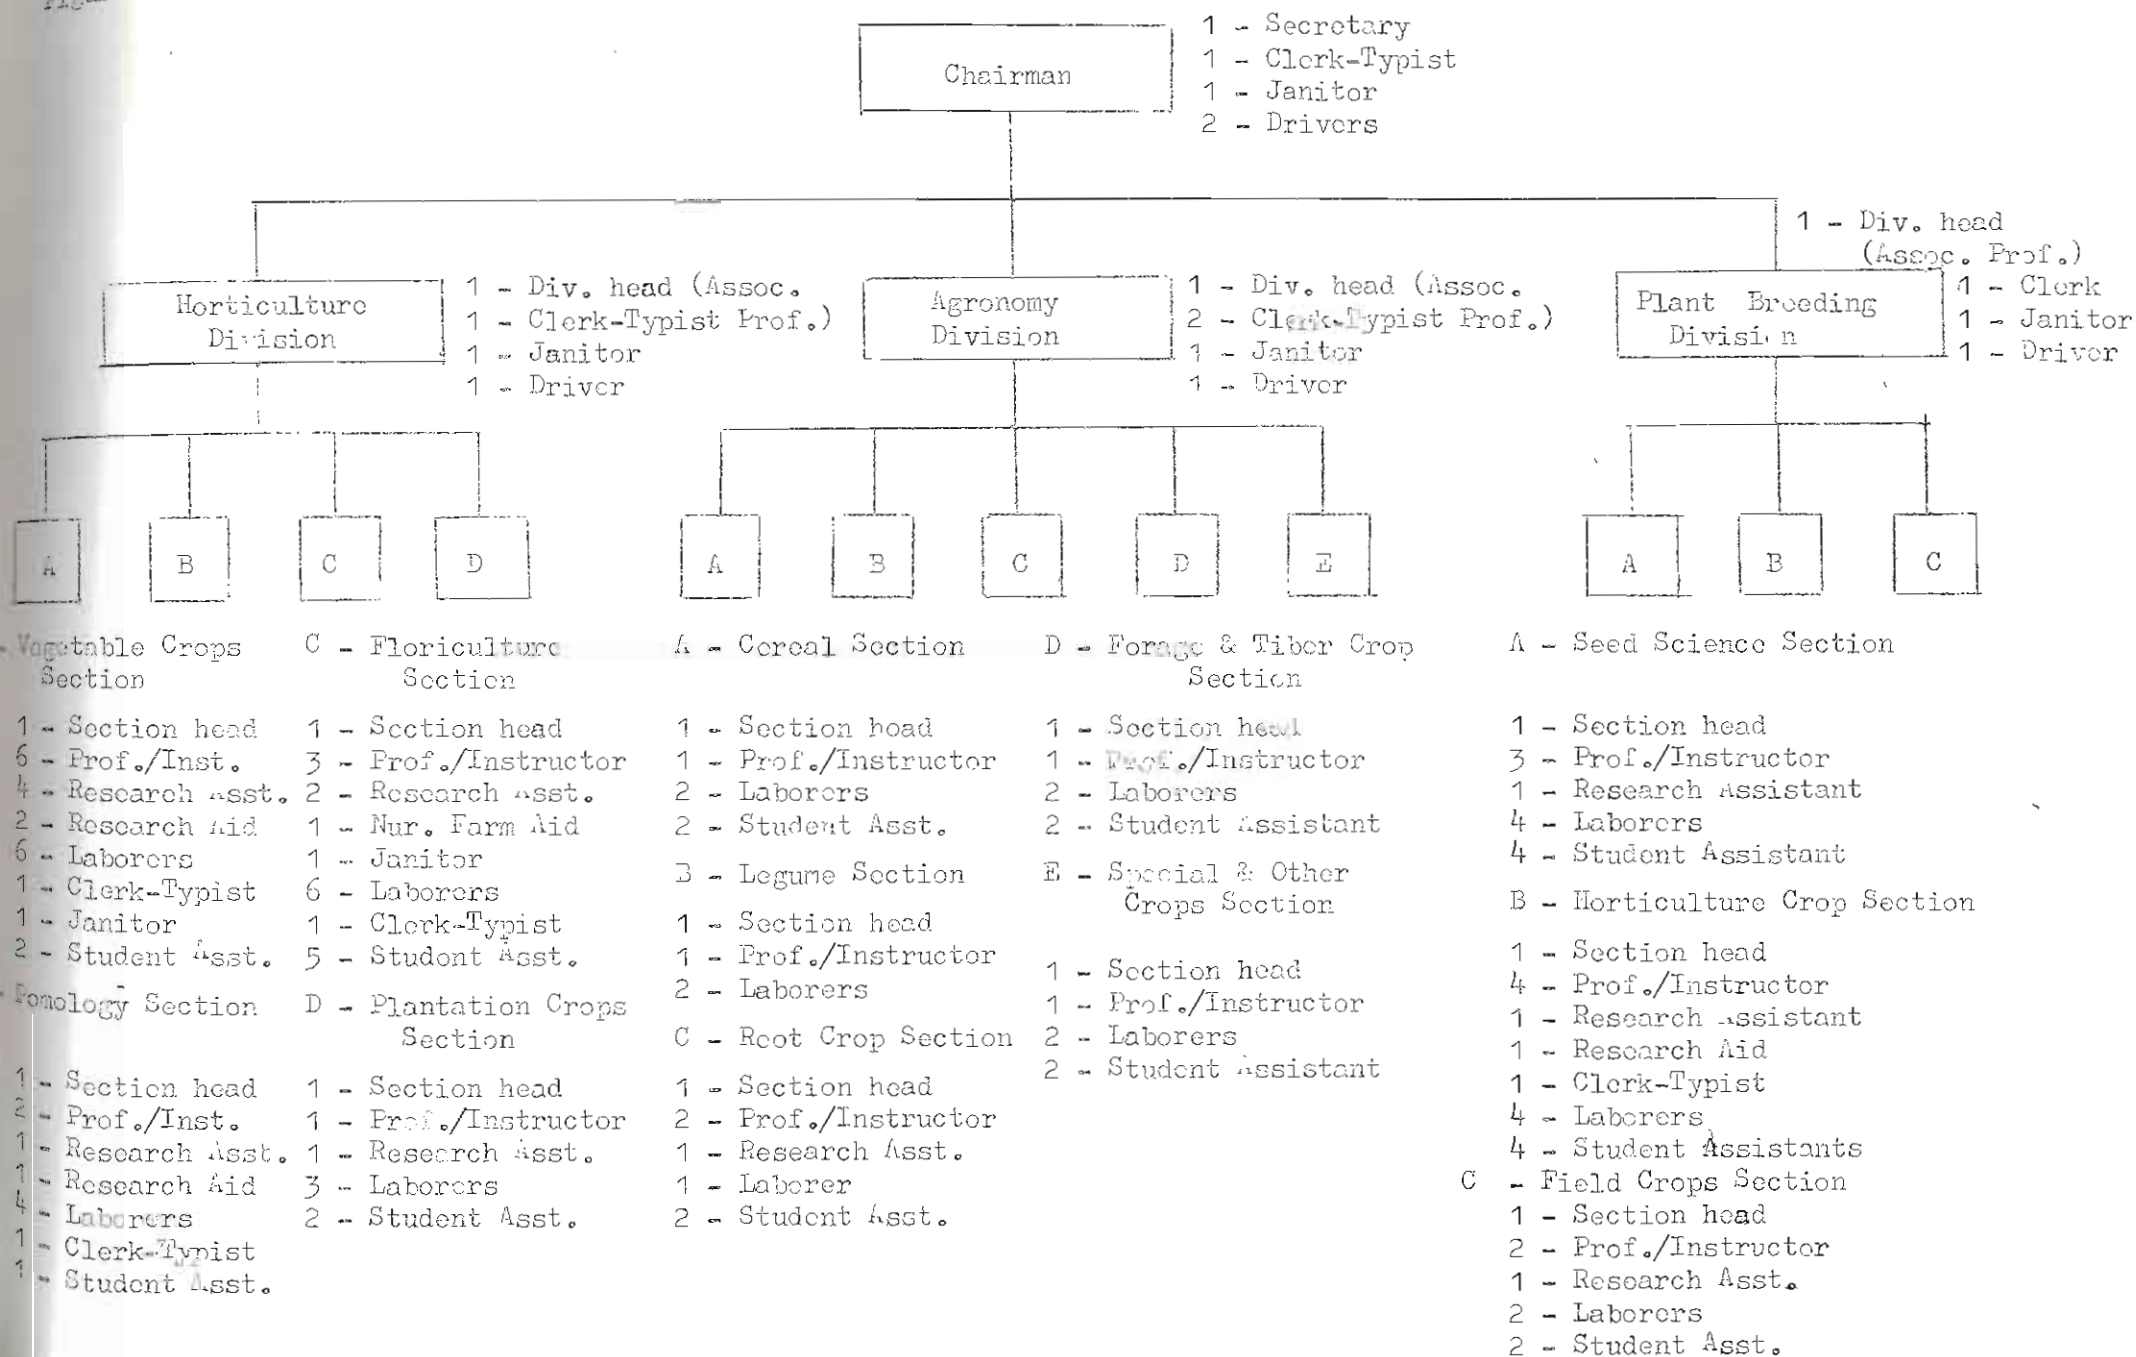 Chairman
1 - Secretary
1 - Clerk-Typist
1 - Janitor
2 - Drivers
Horticulture
Division
1 - Div. head (Assoc.
1 - Clerk-Typist Prof.)
1 - Janitor
1 - Driver
Agronomy
Division
1 - Div. head (Assoc.
2 - Clerk-Typist Prof.)
1 - Janitor
1 - Driver
1 - Div. head
(Assoc. Prof.)
Plant Breeding
Division
1 - Clerk
1 - Janitor
1 - Driver
A
B
C
D
A
B
C
D
E
A
B
C
- Vegetable Crops
Section
1 - Section head
6 - Prof./Inst.
4 - Research Asst.
2 - Research Aid
6 - Laborers
1 - Clerk-Typist
1 - Janitor
2 - Student Asst.
- Pomology Section
1 - Section head
2 - Prof./Inst.
1 - Research Asst.
1 - Research Aid
4 - Laborers
1 - Clerk-Typist
1 - Student Asst.
C - Floriculture
Section
1 - Section head
3 - Prof./Instructor
2 - Research Asst.
1 - Nur. Farm Aid
1 - Janitor
6 - Laborers
1 - Clerk-Typist
5 - Student Asst.
D - Plantation Crops
Section
1 - Section head
1 - Prof./Instructor
1 - Research Asst.
3 - Laborers
2 - Student Asst.
A - Cereal Section
1 - Section head
1 - Prof./Instructor
2 - Laborers
2 - Student Asst.
B - Legume Section
1 - Section head
1 - Prof./Instructor
2 - Laborers
C - Root Crop Section
1 - Section head
2 - Prof./Instructor
1 - Research Asst.
1 - Laborer
2 - Student Asst.
D - Forage & Tiber Crop
Section
1 - Section head
1 - Prof./Instructor
2 - Laborers
2 - Student Assistant
E - Special & Other
Crops Section
1 - Section head
1 - Prof./Instructor
2 - Laborers
2 - Student Assistant
A - Seed Science Section
1 - Section head
3 - Prof./Instructor
1 - Research Assistant
4 - Laborers
4 - Student Assistant
B - Horticulture Crop Section
1 - Section head
4 - Prof./Instructor
1 - Research Assistant
1 - Research Aid
1 - Clerk-Typist
4 - Laborers
4 - Student Assistants
C - Field Crops Section
1 - Section head
2 - Prof./Instructor
1 - Research Asst.
2 - Laborers
2 - Student Asst.